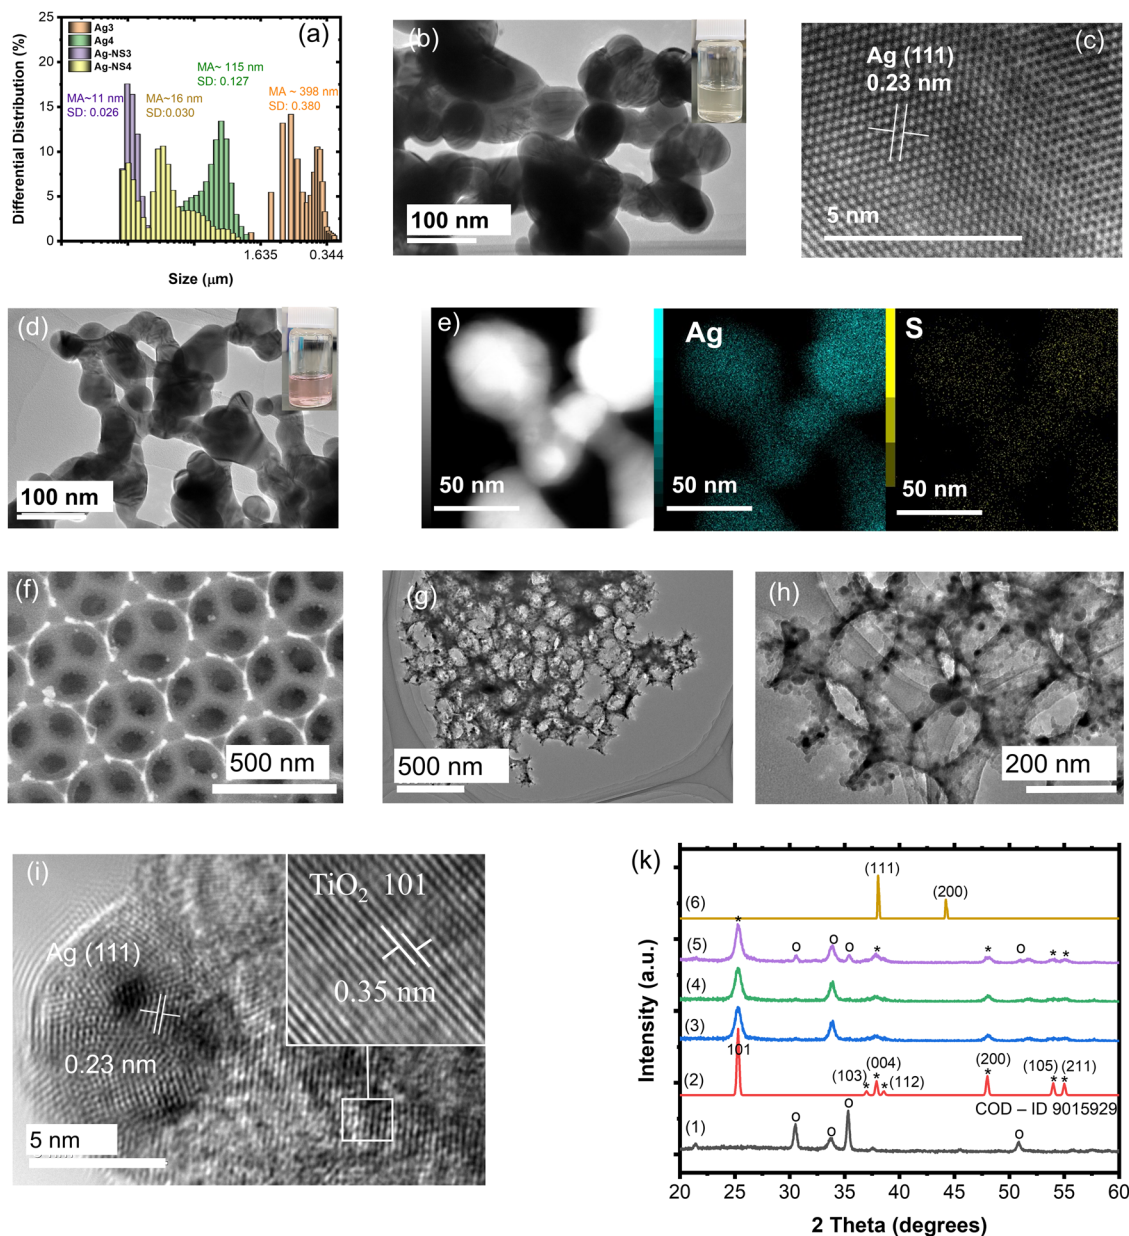 (a)
Ag3
Ag4
Ag-NS3
Ag-NS4
MA~11 nm
SD: 0.026
MA~16 nm
SD:0.030
MA~ 115 nm
SD: 0.127
MA ~ 398 nm
SD: 0.380
Differential Distribution (%)
25
20
15
10
5
0
1.635
0.344
Size (μm)
(b)
100 nm
(c)
Ag (111)
0.23 nm
5 nm
(d)
100 nm
e)
50 nm
Ag
50 nm
S
50 nm
(f)
500 nm
(g)
500 nm
(h)
200 nm
(i)
Ag (111)
0.23 nm
5 nm
TiO₂ 101
0.35 nm
(k)
Intensity (a.u.)
(6)
(111)
(200)
(5)
*
o
o
o
*
*
o
*
*
(4)
(3)
(2)
101
(103)
(004)
(112)
(200)
(105)
(211)
*
*
*
*
*
*
COD – ID 9015929
(1)
o
o
o
o
20
25
30
35
40
45
50
55
60
2 Theta (degrees)